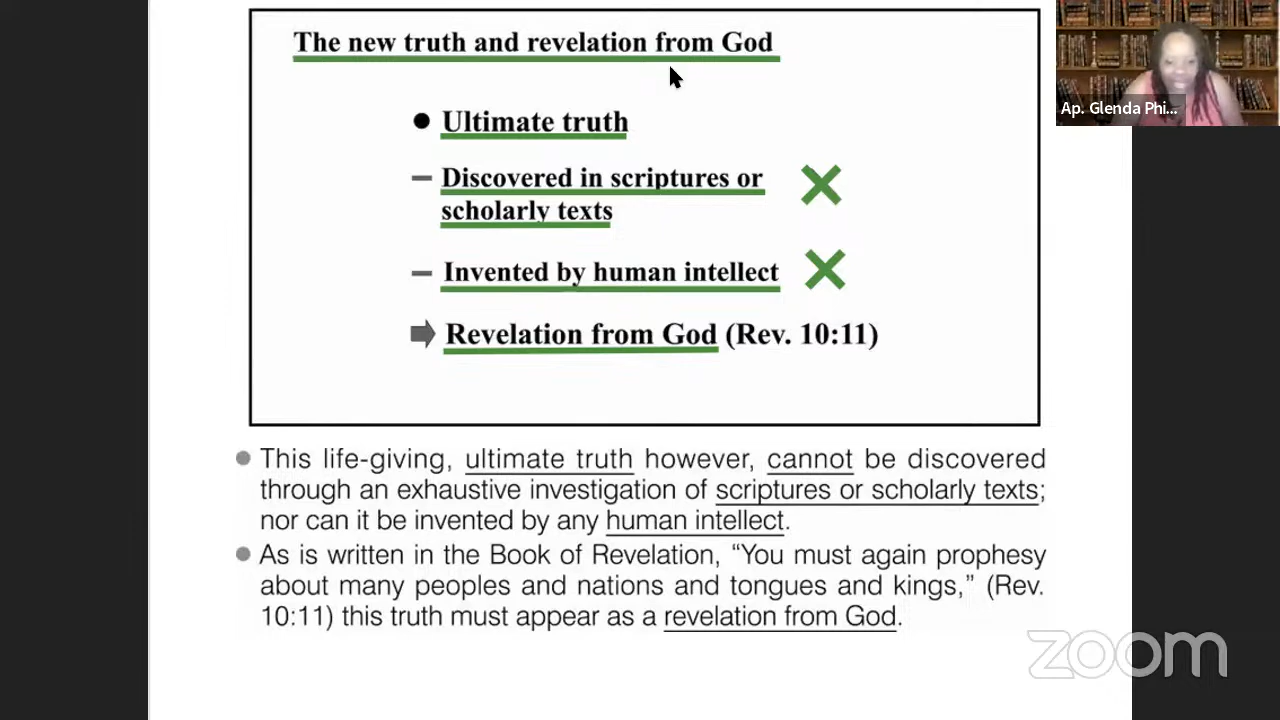 The new truth and revelation from God
● Ultimate truth
– Discovered in scriptures or
scholarly texts
– Invented by human intellect
Revelation from God (Rev. 10:11)
● This life-giving, ultimate truth however, cannot be discovered
through an exhaustive investigation of scriptures or scholarly texts;
nor can it be invented by any human intellect.
● As is written in the Book of Revelation, “You must again prophesy
about many peoples and nations and tongues and kings,” (Rev.
10:11) this truth must appear as a revelation from God.
Ap. Glenda Phi...
zoom